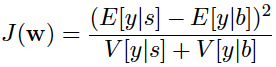 J(w) = (E[y|s] − E[y|b])² / V[y|s] + V[y|b]